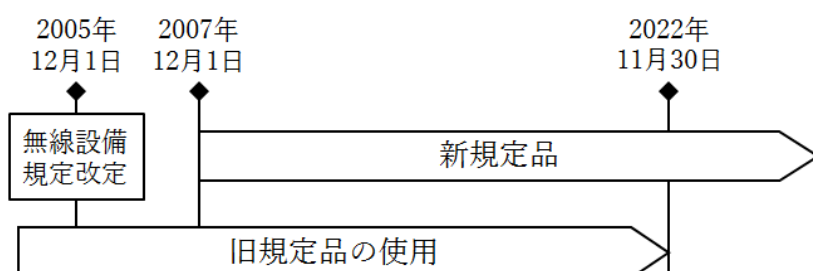 2005年
12月1日
2007年
12月1日
2022年
11月30日
無線設備
規定改定
新規定品
旧規定品の使用